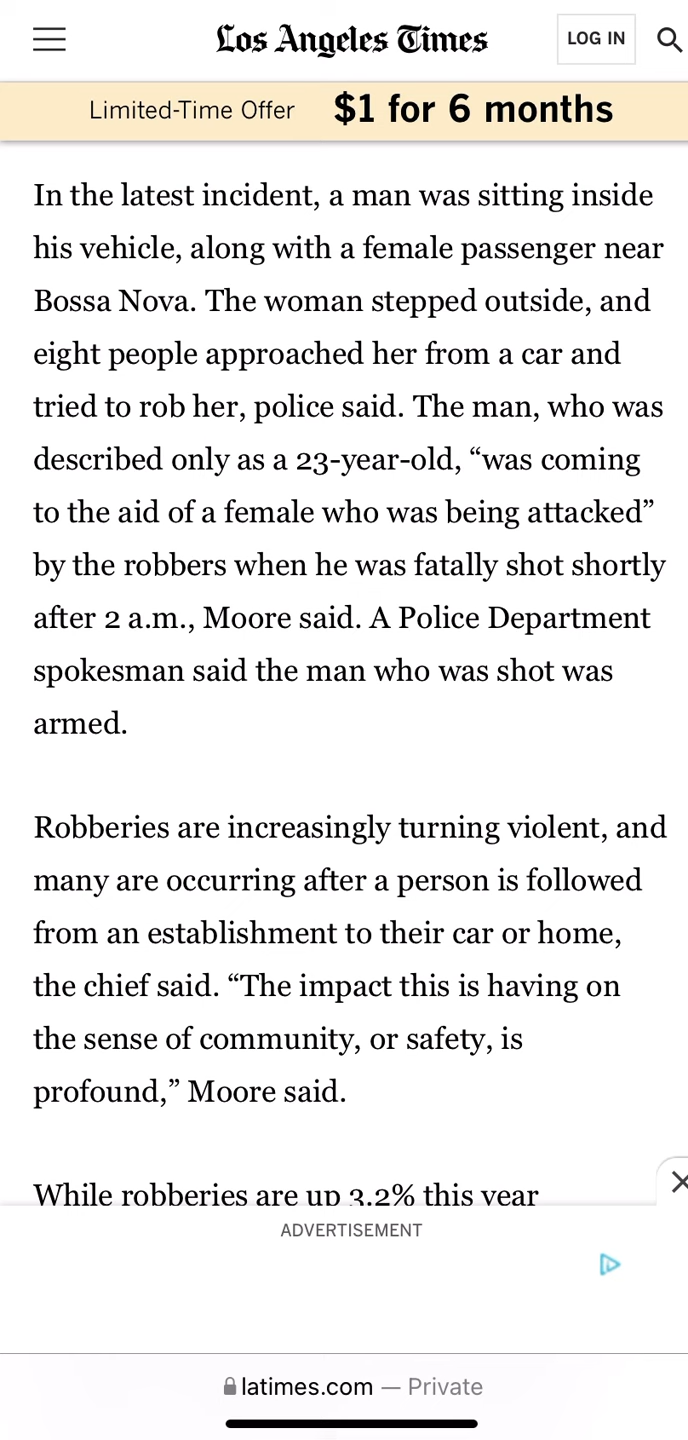 Los Angeles Times
LOG IN
Limited-Time Offer $1 for 6 months
In the latest incident, a man was sitting inside
his vehicle, along with a female passenger near
Bossa Nova. The woman stepped outside, and
eight people approached her from a car and
tried to rob her, police said. The man, who was
described only as a 23-year-old, “was coming
to the aid of a female who was being attacked”
by the robbers when he was fatally shot shortly
after 2 a.m., Moore said. A Police Department
spokesman said the man who was shot was
armed.
Robberies are increasingly turning violent, and
many are occurring after a person is followed
from an establishment to their car or home,
the chief said. “The impact this is having on
the sense of community, or safety, is
profound,” Moore said.
While robberies are up 3.2% this year
ADVERTISEMENT
latimes.com — Private